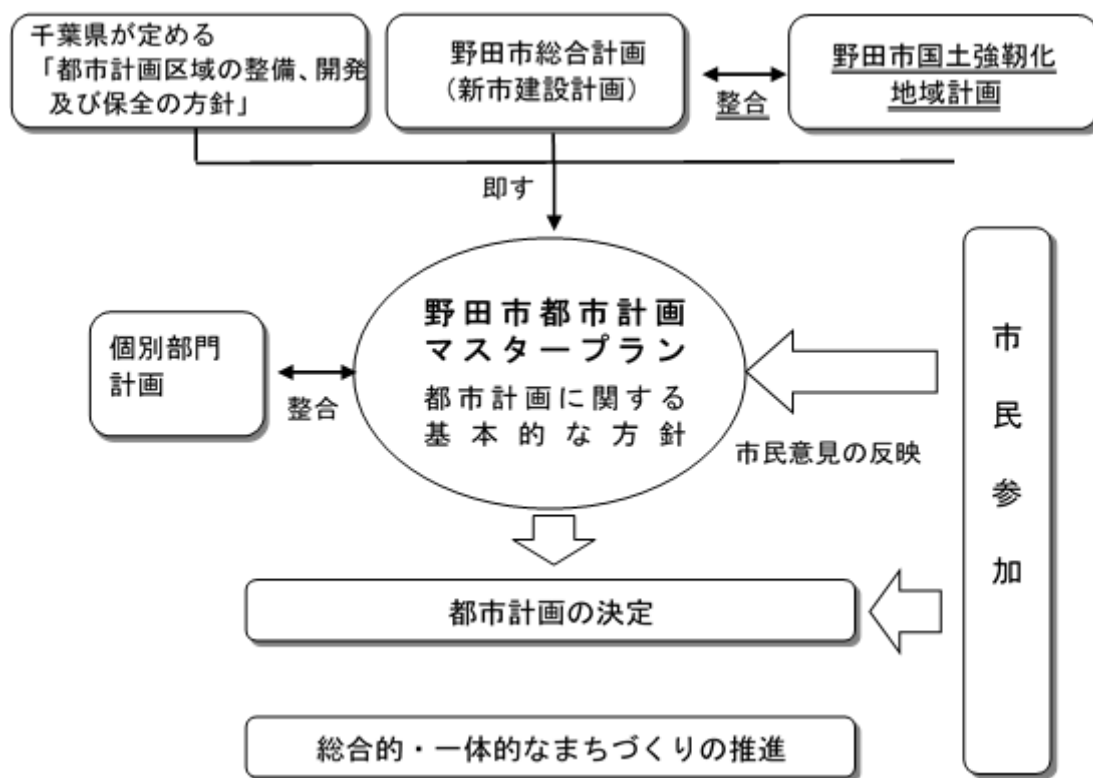 千葉県が定める
「都市計画区域の整備、開発
及び保全の方針」
野田市総合計画
（新市建設計画）
整合
野田市国土強靭化
地域計画
即す
野田市都市計画
マスタープラン
都市計画に関する
基本的な方針
個別部門
計画
整合
市民意見の反映
市民参加
都市計画の決定
総合的・一体的なまちづくりの推進